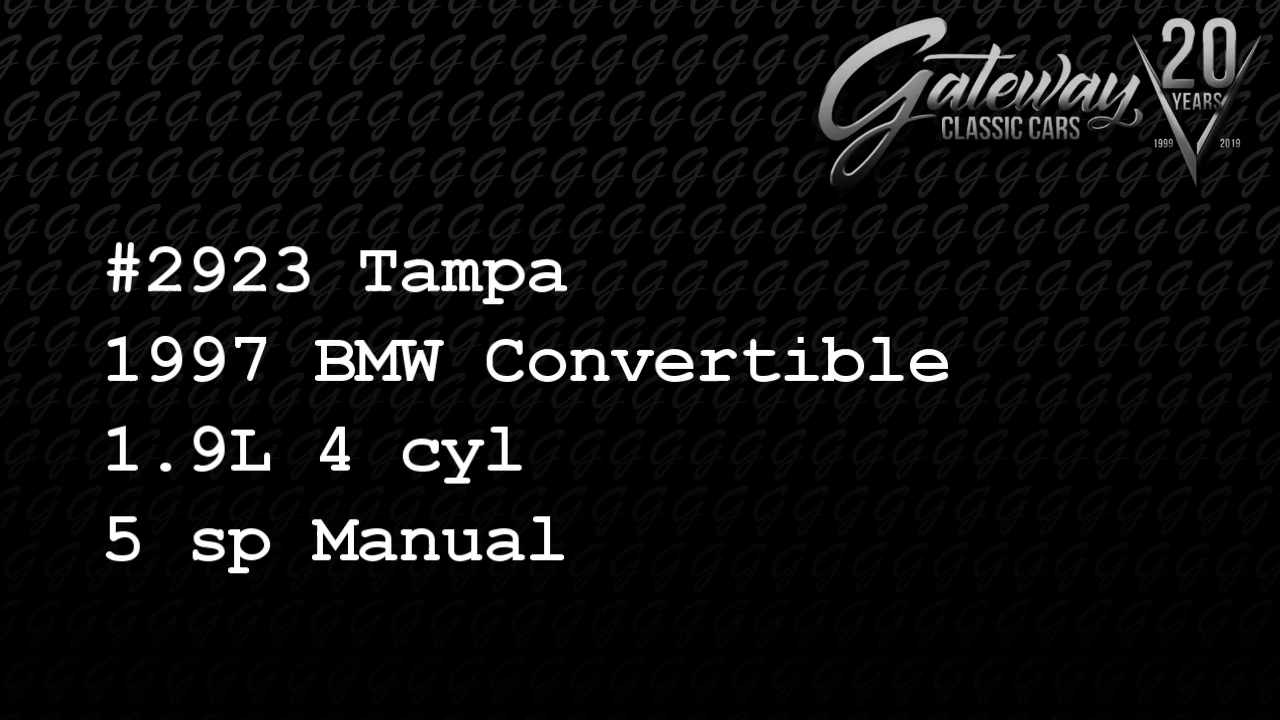 Gateway
CLASSIC CARS
20
YEARS
1999 2019
#2923 Tampa
1997 BMW Convertible
1.9L 4 cyl
5 sp Manual